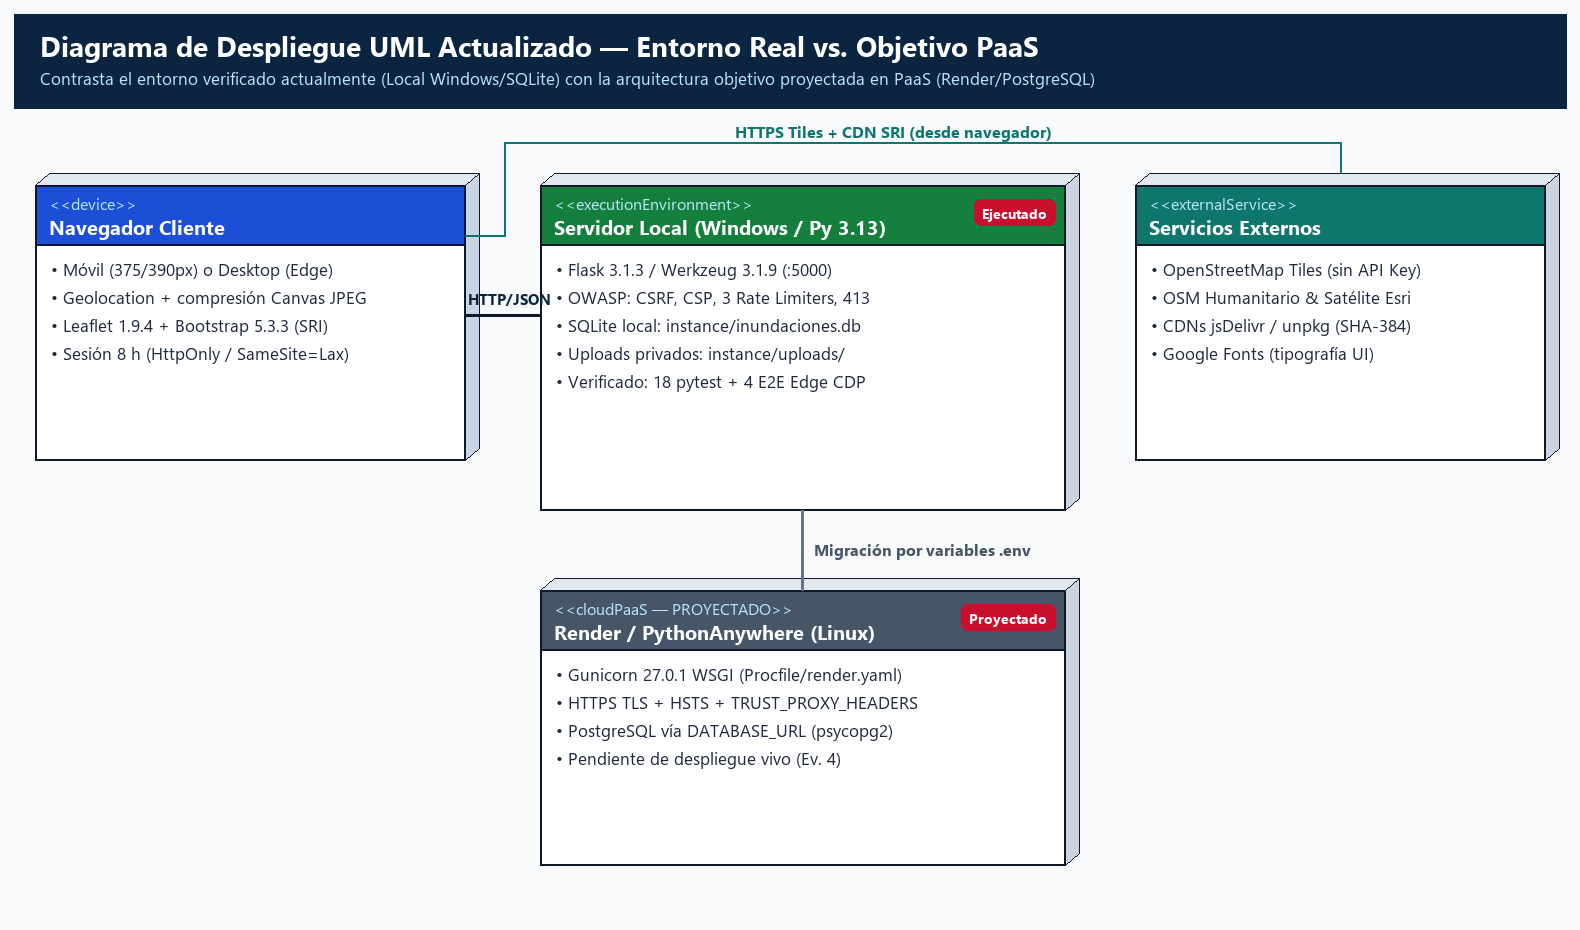 Diagrama de Despliegue UML Actualizado — Entorno Real vs. Objetivo PaaS
Contrasta el entorno verificado actualmente (Local Windows/SQLite) con la arquitectura objetivo proyectada en PaaS (Render/PostgreSQL)
HTTPS Tiles + CDN SRI (desde navegador)
<<device>>
Navegador Cliente
• Móvil (375/390px) o Desktop (Edge)
• Geolocation + compresión Canvas JPEG
• Leaflet 1.9.4 + Bootstrap 5.3.3 (SRI)
• Sesión 8 h (HttpOnly / SameSite=Lax)
HTTP/JSON
<<executionEnvironment>>
Servidor Local (Windows / Py 3.13)
Ejecutado
• Flask 3.1.3 / Werkzeug 3.1.9 (:5000)
• OWASP: CSRF, CSP, 3 Rate Limiters, 413
• SQLite local: instance/inundaciones.db
• Uploads privados: instance/uploads/
• Verificado: 18 pytest + 4 E2E Edge CDP
<<externalService>>
Servicios Externos
• OpenStreetMap Tiles (sin API Key)
• OSM Humanitario & Satélite Esri
• CDNs jsDelivr / unpkg (SHA-384)
• Google Fonts (tipografía UI)
Migración por variables .env
<<cloudPaaS — PROYECTADO>>
Render / PythonAnywhere (Linux)
Proyectado
• Gunicorn 27.0.1 WSGI (Procfile/render.yaml)
• HTTPS TLS + HSTS + TRUST_PROXY_HEADERS
• PostgreSQL vía DATABASE_URL (psycopg2)
• Pendiente de despliegue vivo (Ev. 4)